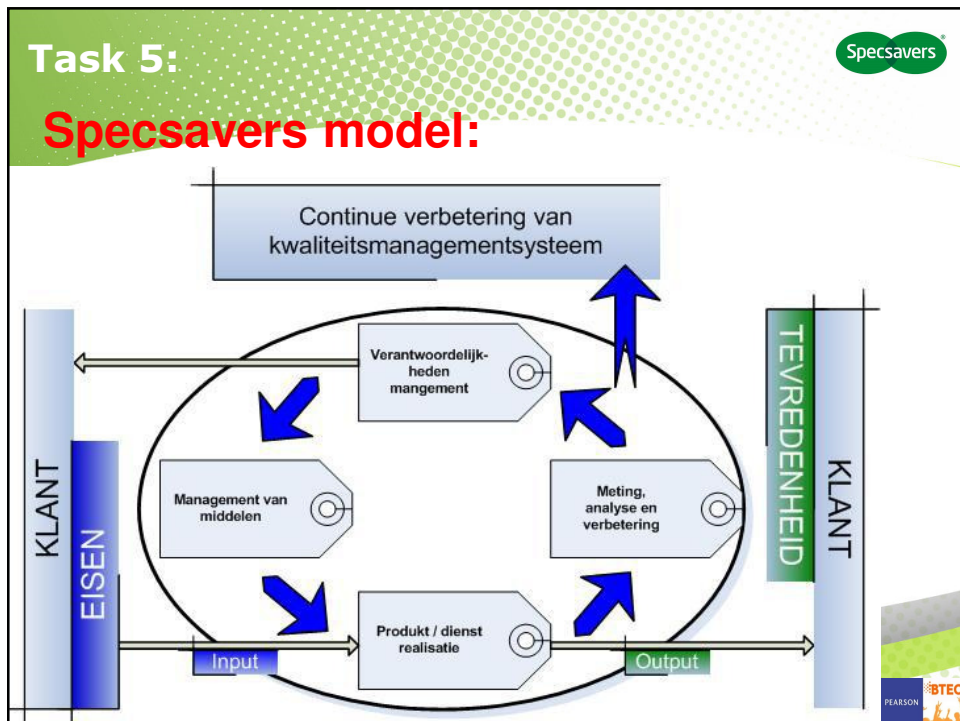 Task 5:
Specsavers
Specsavers model:
Continue verbetering van
kwaliteitsmanagementsysteem
KLANT
EISEN
Verantwoordelijk-
heden
mangement
Management van
middelen
Meting,
analyse en
verbetering
Produkt / dienst
realisatie
Input
Output
TEVREDENHEID
KLANT
PEARSON
BTEC